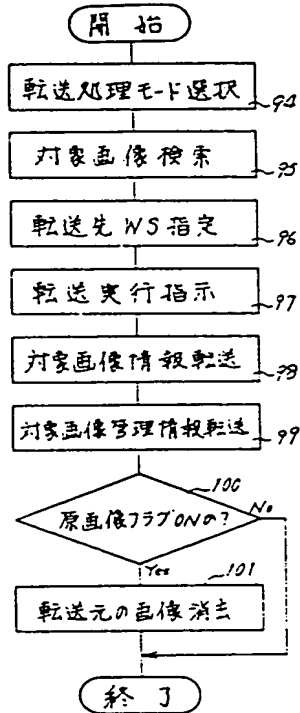 開始
転送処理モード選択
94
対象画像検索
95
転送先WS指定
96
転送実行指示
97
対象画像情報転送
98
対象画像管理情報転送
99
100
原画像フラグONの?
No
Yes
101
転送元の画像消去
終了